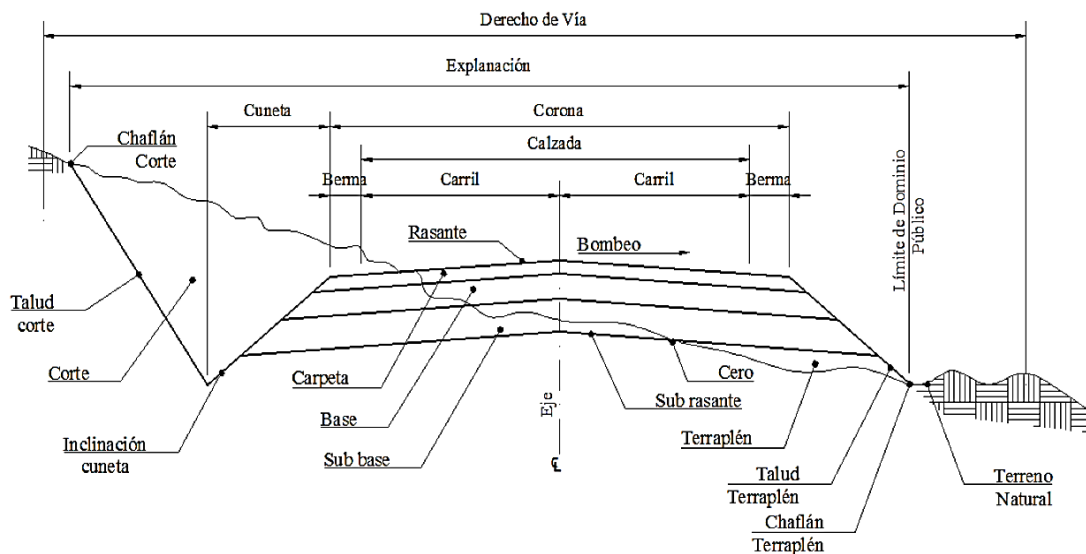 Derecho de Vía
Explanación
Cuneta
Corona
Chaflán
Corte
Calzada
Berma
Carril
Carril
Berma
Límite de Dominio
Público
Rasante
Bombeo
Talud
corte
Corte
Carpeta
Cero
Base
Eje
Sub rasante
Inclinación
cuneta
Sub base
Terraplén
℄
Talud
Terraplén
Terreno
Natural
Chaflán
Terraplén